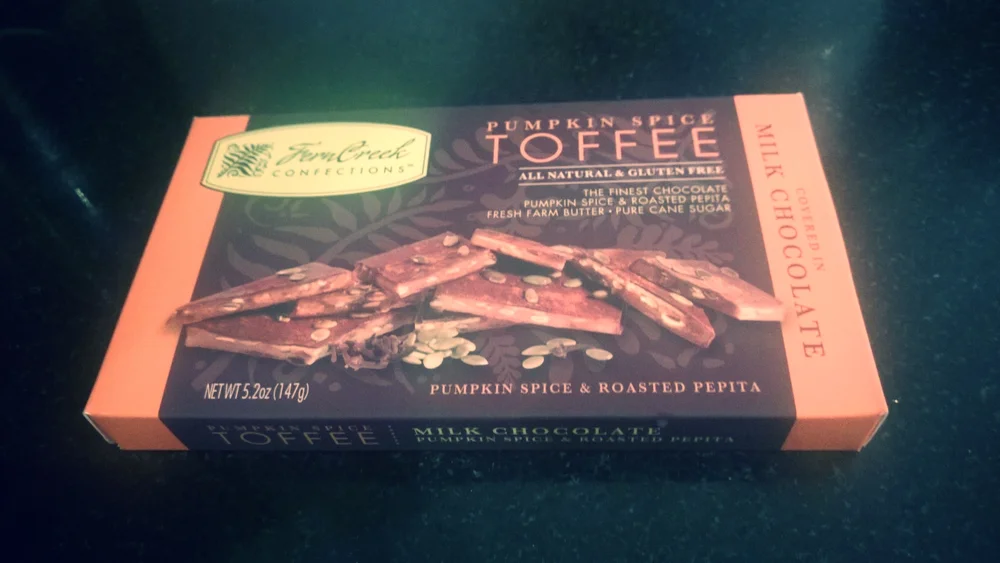 FernCreek
CONFECTIONS™
PUMPKIN SPICE
TOFFEE
ALL NATURAL & GLUTEN FREE
THE FINEST CHOCOLATE
PUMPKIN SPICE & ROASTED PEPITA
FRESH FARM BUTTER • PURE CANE SUGAR
COVERED IN
MILK CHOCOLATE
NET WT 5.2oz (147g)
PUMPKIN SPICE & ROASTED PEPITA
PUMPKIN SPICE
TOFFEE
MILK CHOCOLATE
PUMPKIN SPICE & ROASTED PEPITA